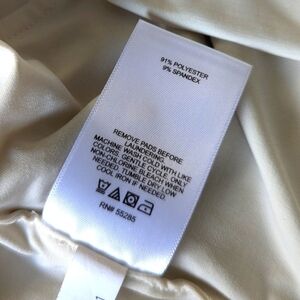 91% POLYESTER
9% SPANDEX
REMOVE PADS BEFORE
LAUNDERING.
MACHINE WASH COLD WITH LIKE
COLORS, GENTLE CYCLE, ONLY
NON-CHLORINE BLEACH WHEN
NEEDED, TUMBLE DRY LOW,
COOL IRON IF NEEDED
RN# 55285